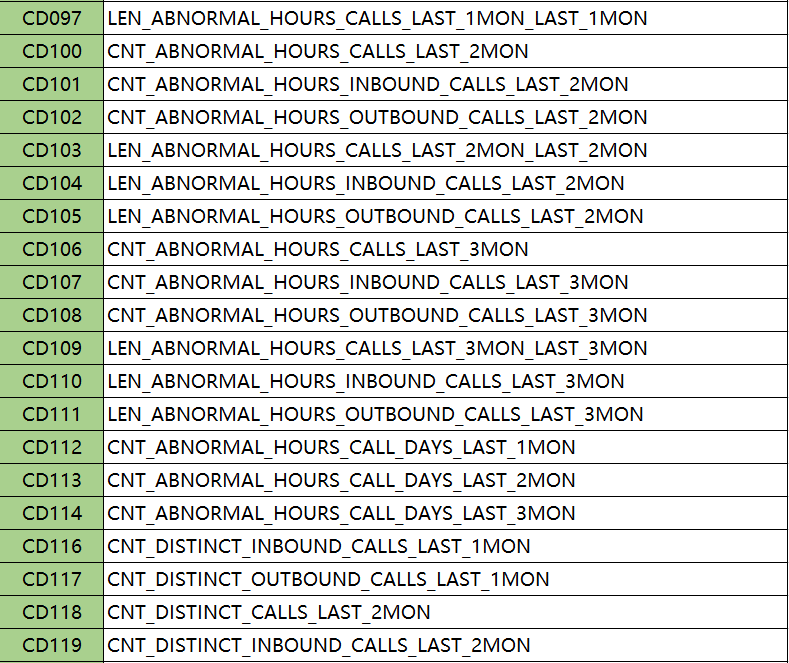 CD097 LEN_ABNORMAL_HOURS_CALLS_LAST_1MON_LAST_1MON
CD100 CNT_ABNORMAL_HOURS_CALLS_LAST_2MON
CD101 CNT_ABNORMAL_HOURS_INBOUND_CALLS_LAST_2MON
CD102 CNT_ABNORMAL_HOURS_OUTBOUND_CALLS_LAST_2MON
CD103 LEN_ABNORMAL_HOURS_CALLS_LAST_2MON_LAST_2MON
CD104 LEN_ABNORMAL_HOURS_INBOUND_CALLS_LAST_2MON
CD105 LEN_ABNORMAL_HOURS_OUTBOUND_CALLS_LAST_2MON
CD106 CNT_ABNORMAL_HOURS_CALLS_LAST_3MON
CD107 CNT_ABNORMAL_HOURS_INBOUND_CALLS_LAST_3MON
CD108 CNT_ABNORMAL_HOURS_OUTBOUND_CALLS_LAST_3MON
CD109 LEN_ABNORMAL_HOURS_CALLS_LAST_3MON_LAST_3MON
CD110 LEN_ABNORMAL_HOURS_INBOUND_CALLS_LAST_3MON
CD111 LEN_ABNORMAL_HOURS_OUTBOUND_CALLS_LAST_3MON
CD112 CNT_ABNORMAL_HOURS_CALL_DAYS_LAST_1MON
CD113 CNT_ABNORMAL_HOURS_CALL_DAYS_LAST_2MON
CD114 CNT_ABNORMAL_HOURS_CALL_DAYS_LAST_3MON
CD116 CNT_DISTINCT_INBOUND_CALLS_LAST_1MON
CD117 CNT_DISTINCT_OUTBOUND_CALLS_LAST_1MON
CD118 CNT_DISTINCT_CALLS_LAST_2MON
CD119 CNT_DISTINCT_INBOUND_CALLS_LAST_2MON